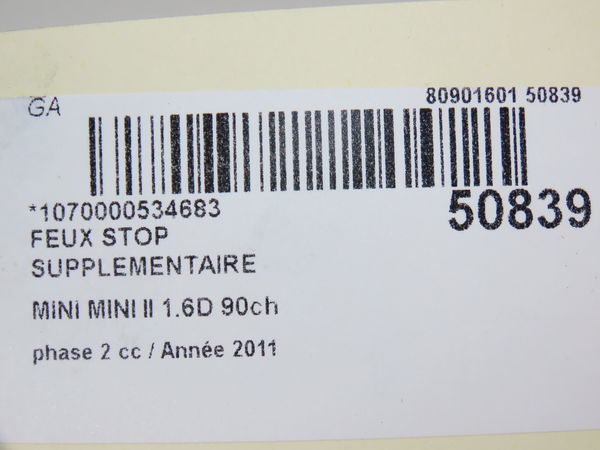 GA
80901601 50839
*1070000534683
50839
FEUX STOP
SUPPLEMENTAIRE
MINI MINI II 1.6D 90ch
phase 2 cc / Année 2011